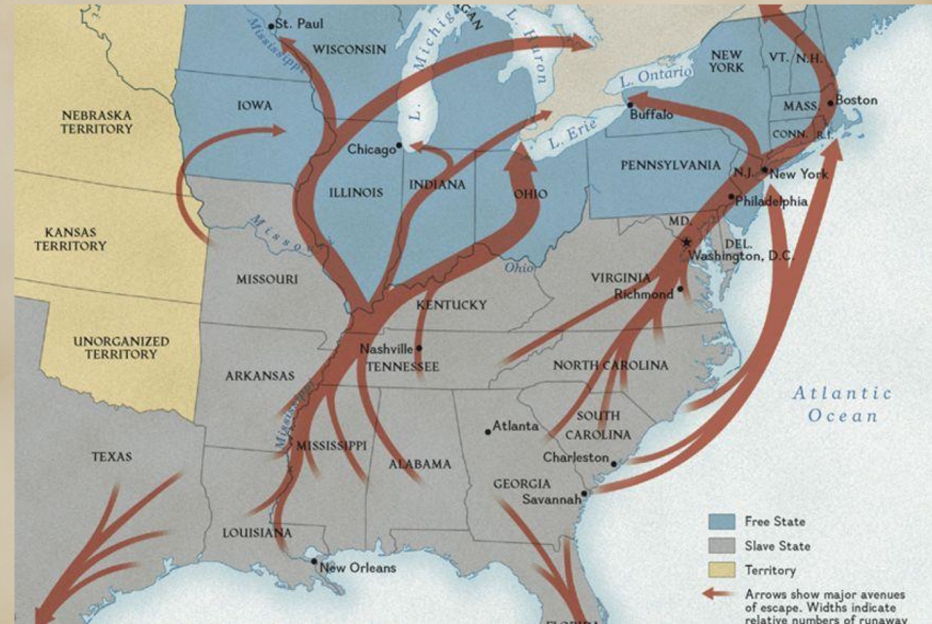 St. Paul
Mississippi
WISCONSIN
L. Michigan
L. Huron
NEW
YORK
VT.
N.H.
L. Ontario
IOWA
NEBRASKA
TERRITORY
Buffalo
MASS.
Boston
CONN.
R.I.
Chicago
L. Erie
ILLINOIS
INDIANA
OHIO
PENNSYLVANIA
N.J.
New York
Philadelphia
KANSAS
TERRITORY
Missouri
MD.
DEL.
Washington, D.C.
MISSOURI
Ohio
VIRGINIA
Richmond
KENTUCKY
UNORGANIZED
TERRITORY
Nashville
TENNESSEE
NORTH CAROLINA
ARKANSAS
Mississippi
Atlantic
Ocean
SOUTH
CAROLINA
Atlanta
MISSISSIPPI
TEXAS
ALABAMA
Charleston
GEORGIA
Savannah
LOUISIANA
New Orleans
FLORIDA
Free State
Slave State
Territory
Arrows show major avenues
of escape. Widths indicate
relative numbers of runaway